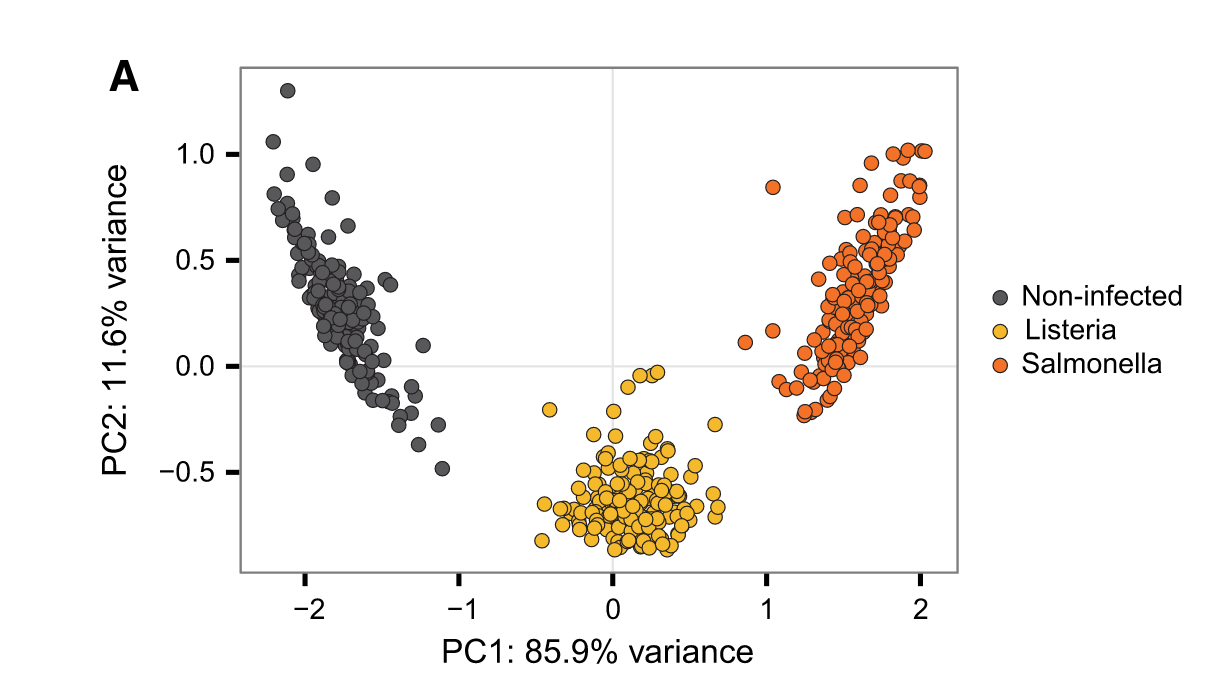 A
PC2: 11.6% variance
1.0
0.5
0.0
−0.5
−2
−1
0
1
2
PC1: 85.9% variance
Non-infected
Listeria
Salmonella